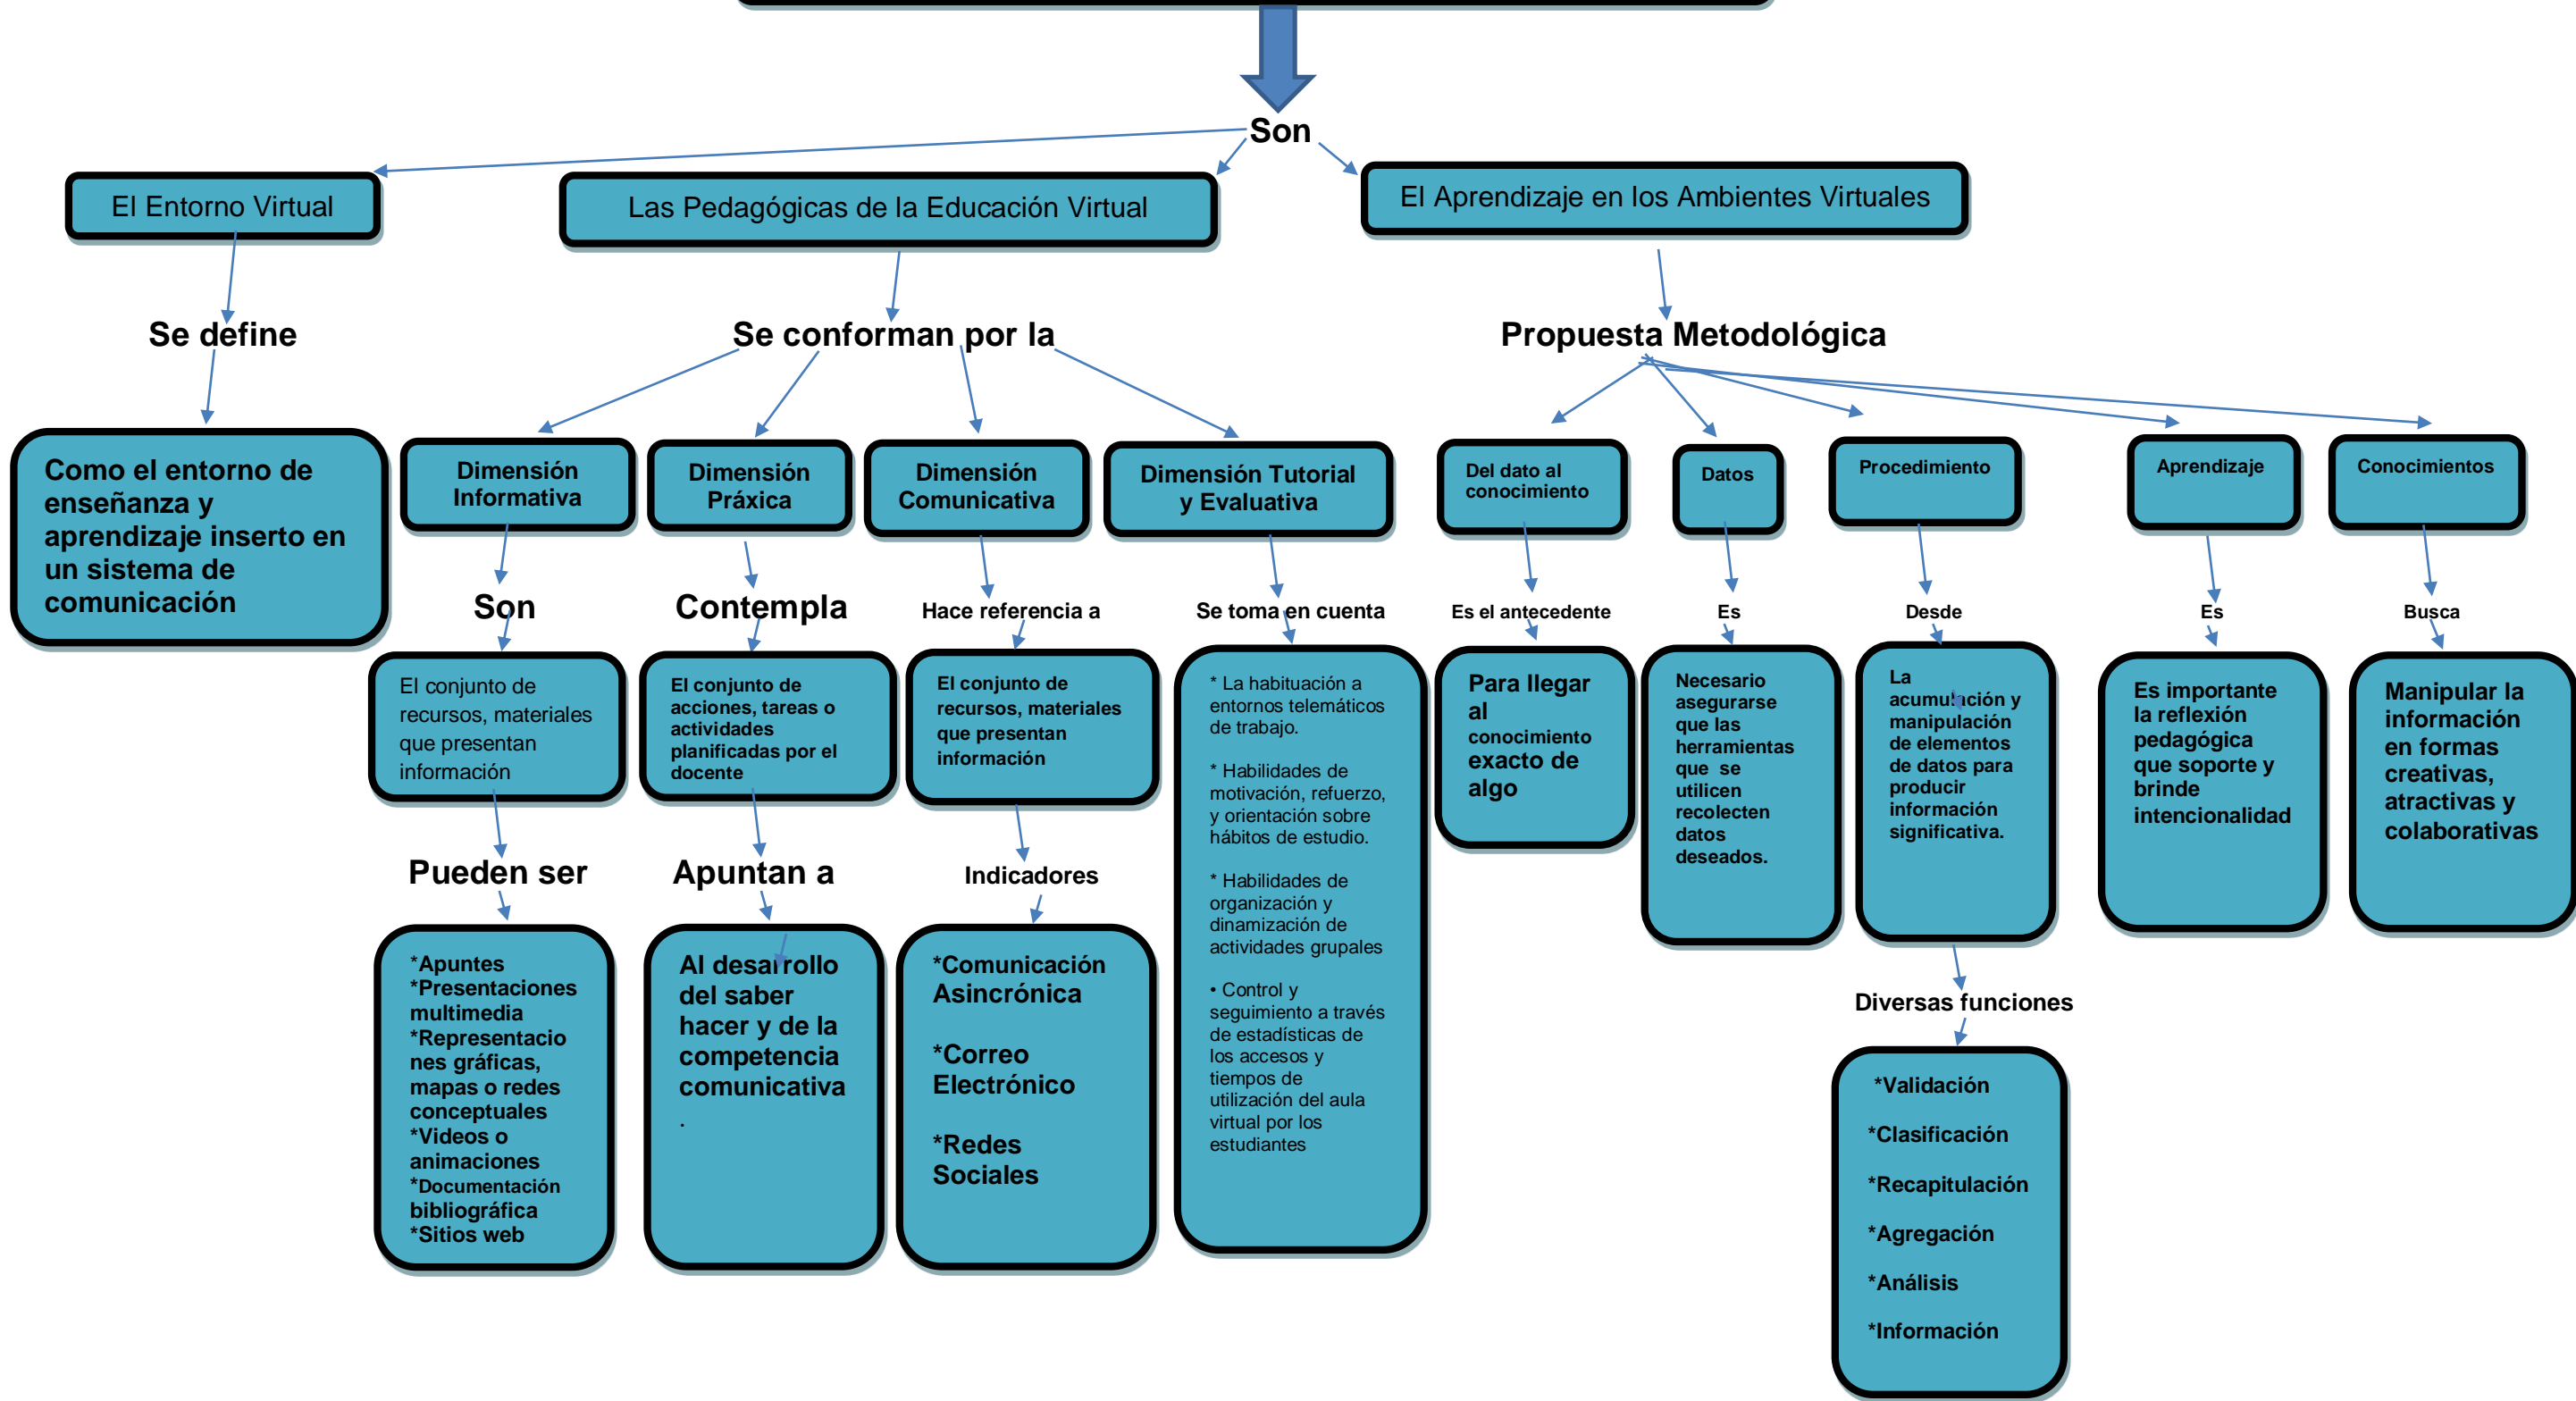 Son
El Entorno Virtual
Las Pedagógicas de la Educación Virtual
El Aprendizaje en los Ambientes Virtuales
Se define
Se conforman por la
Propuesta Metodológica
Como el entorno de
enseñanza y
aprendizaje inserto en
un sistema de
comunicación
Dimensión
Informativa
Dimensión
Práxica
Dimensión
Comunicativa
Dimensión Tutorial
y Evaluativa
Del dato al
conocimiento
Datos
Procedimiento
Aprendizaje
Conocimientos
Son
Contempla
Hace referencia a
Se toma en cuenta
Es el antecedente
Es
Desde
Es
Busca
El conjunto de
recursos, materiales
que presentan
información
El conjunto de
acciones, tareas o
actividades
planificadas por el
docente
El conjunto de
recursos, materiales
que presentan
información
* La habituación a
entornos telemáticos
de trabajo.
* Habilidades de
motivación, refuerzo,
y orientación sobre
hábitos de estudio.
* Habilidades de
organización y
dinamización de
actividades grupales
• Control y
seguimiento a través
de estadísticas de
los accesos y
tiempos de
utilización del aula
virtual por los
estudiantes
Para llegar
al
conocimiento
exacto de
algo
Necesario
asegurarse
que las
herramientas
que se
utilicen
recolecten
datos
deseados.
La
acumulación y
manipulación
de elementos
de datos para
producir
información
significativa.
Es importante
la reflexión
pedagógica
que soporte y
brinde
intencionalidad
Manipular la
información
en formas
creativas,
atractivas y
colaborativas
Pueden ser
Apuntan a
Indicadores
*Apuntes
*Presentaciones
multimedia
*Representacio
nes gráficas,
mapas o redes
conceptuales
*Videos o
animaciones
*Documentación
bibliográfica
*Sitios web
Al desarrollo
del saber
hacer y de la
competencia
comunicativa
.
*Comunicación
Asincrónica
*Correo
Electrónico
*Redes
Sociales
Diversas funciones
*Validación
*Clasificación
*Recapitulación
*Agregación
*Análisis
*Información